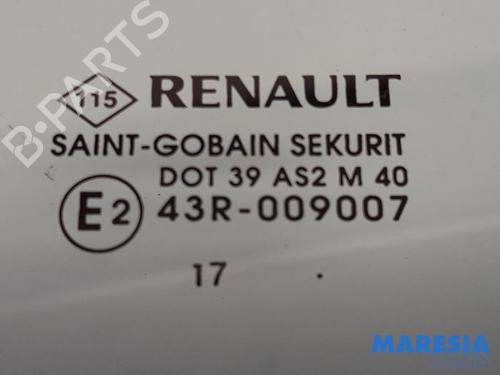 115 RENAULT
SAINT-GOBAIN SEKURIT
DOT 39 AS2 M 40
E2 43R-009007
17 .
B-PARTS
MARESIA